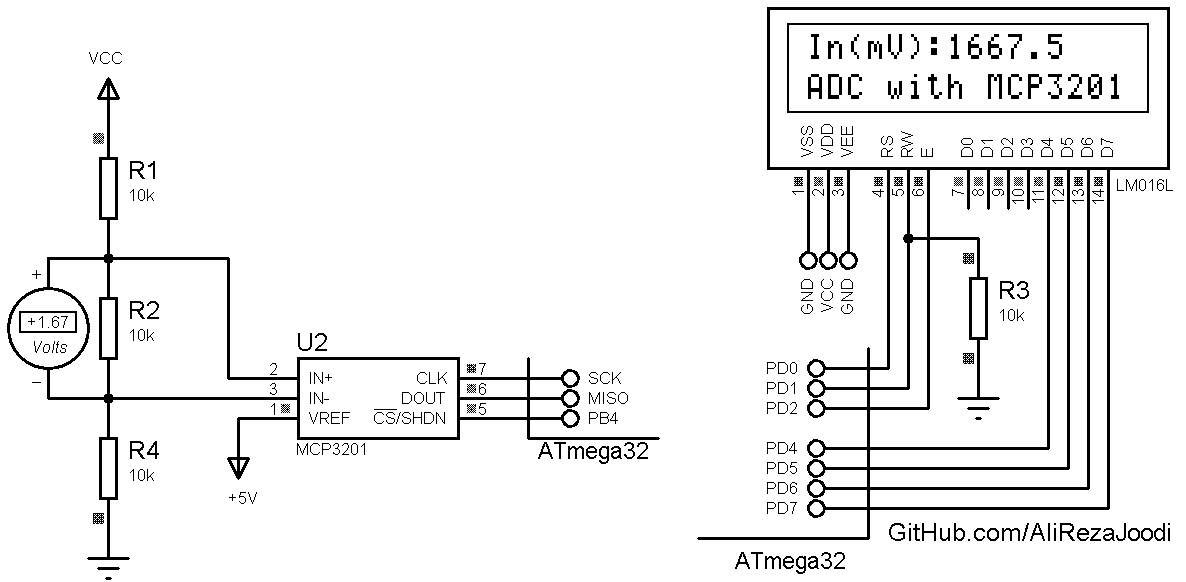 VCC
R1
10k
+
R2
10k
+1.67
Volts
–
R4
10k
U2
2
3
1
IN+
IN-
VREF
CLK
DOUT
CS/SHDN
7
6
5
MCP3201
+5V
SCK
MISO
PB4
ATmega32
In(mV):1667.5
ADC with MCP3201
VSS
VDD
VEE
RS
RW
E
D0
D1
D2
D3
D4
D5
D6
D7
1
2
3
4
5
6
7
8
9
10
11
12
13
14
LM016L
GND
VCC
GND
R3
10k
PD0
PD1
PD2
PD4
PD5
PD6
PD7
GitHub.com/AliRezaJoodi
ATmega32